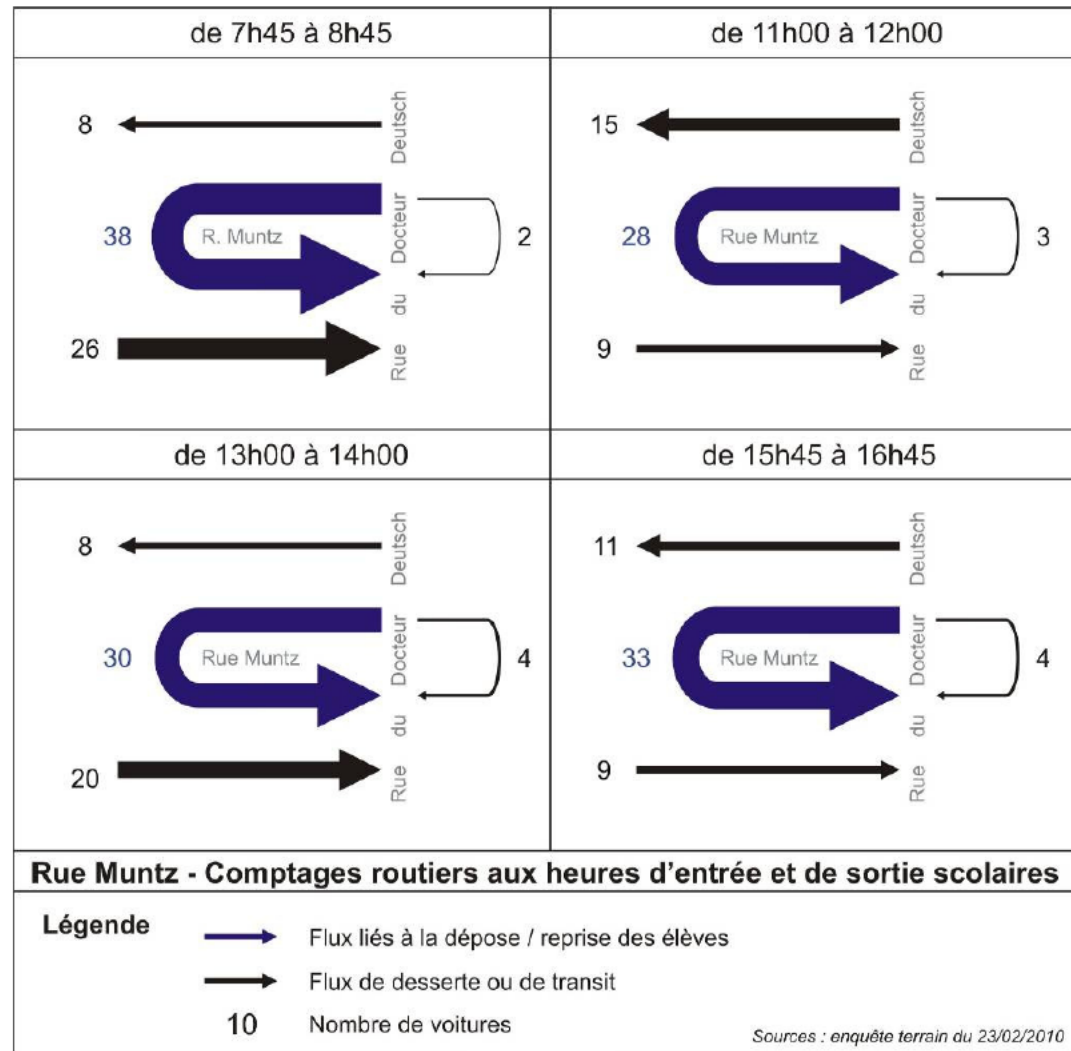 de 7h45 à 8h45
8
38
R. Muntz
2
26
Rue du Docteur Deutsch
de 11h00 à 12h00
15
28
Rue Muntz
3
9
Rue du Docteur Deutsch
de 13h00 à 14h00
8
30
Rue Muntz
4
20
Rue du Docteur Deutsch
de 15h45 à 16h45
11
33
Rue Muntz
4
9
Rue du Docteur Deutsch
Rue Muntz - Comptages routiers aux heures d'entrée et de sortie scolaires
Légende
Flux liés à la dépose / reprise des élèves
Flux de desserte ou de transit
10 Nombre de voitures
Sources : enquête terrain du 23/02/2010